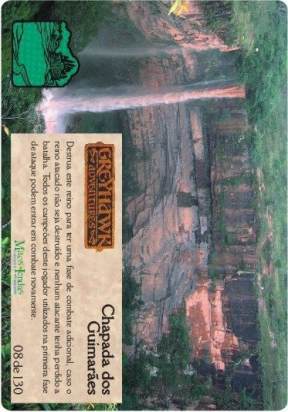 Chapada dos
Guimarães
GREYHAWK
ADVENTURES
Destrua este reino para ter uma fase de combate adicional, caso o
reino atacado não seja destruído e nenhum atacante tenha perdido a
batalha. Todos os campeões deste jogador utilizados na primeira fase
de ataque podem entrar em combate novamente.
08 de 130